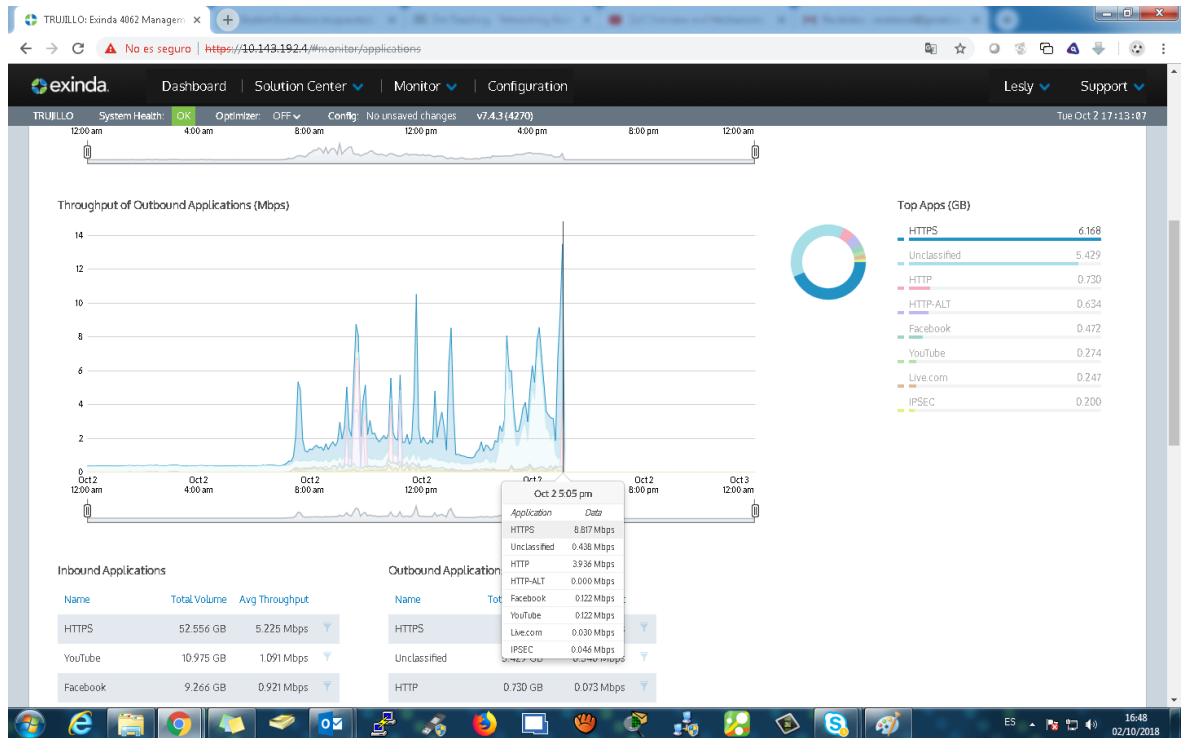 TRUJILLO: Exinda 4062 Managem
No es seguro | https://10.143.192.4/#monitor/applications
exinda. Dashboard Solution Center Monitor Configuration Lesly Support
TRUJILLO System Health: OK Optimizer: OFF Config: No unsaved changes v7.4.3 (4270) Tue Oct 2 17:13:07
12:00 am 4:00 am 8:00 am 12:00 pm 4:00 pm 8:00 pm 12:00 am
Throughput of Outbound Applications (Mbps)
14
12
10
8
6
4
2
0
Oct 2 Oct 2 Oct 2 Oct 2 Oct 2 Oct 2 Oct 3
12:00 am 4:00 am 8:00 am 12:00 pm 8:00 pm 12:00 am
Top Apps (GB)
HTTPS 6.168
Unclassified 5.429
HTTP 0.730
HTTP-ALT 0.634
Facebook 0.472
YouTube 0.274
Live.com 0.247
IPSEC 0.200
Oct 2 5:05 pm
Application Data
HTTPS 8.817 Mbps
Unclassified 0.438 Mbps
HTTP 3.936 Mbps
HTTP-ALT 0.000 Mbps
Facebook 0.122 Mbps
YouTube 0.122 Mbps
Live.com 0.030 Mbps
IPSEC 0.046 Mbps
Inbound Applications
Name Total Volume Avg Throughput
HTTPS 52.556 GB 5.225 Mbps
YouTube 10.975 GB 1.091 Mbps
Facebook 9.266 GB 0.921 Mbps
Outbound Application
Name Tot
HTTPS
Unclassified 5.429 GB 0.540 Mbps
HTTP 0.730 GB 0.073 Mbps
ES
16:48
02/10/2018